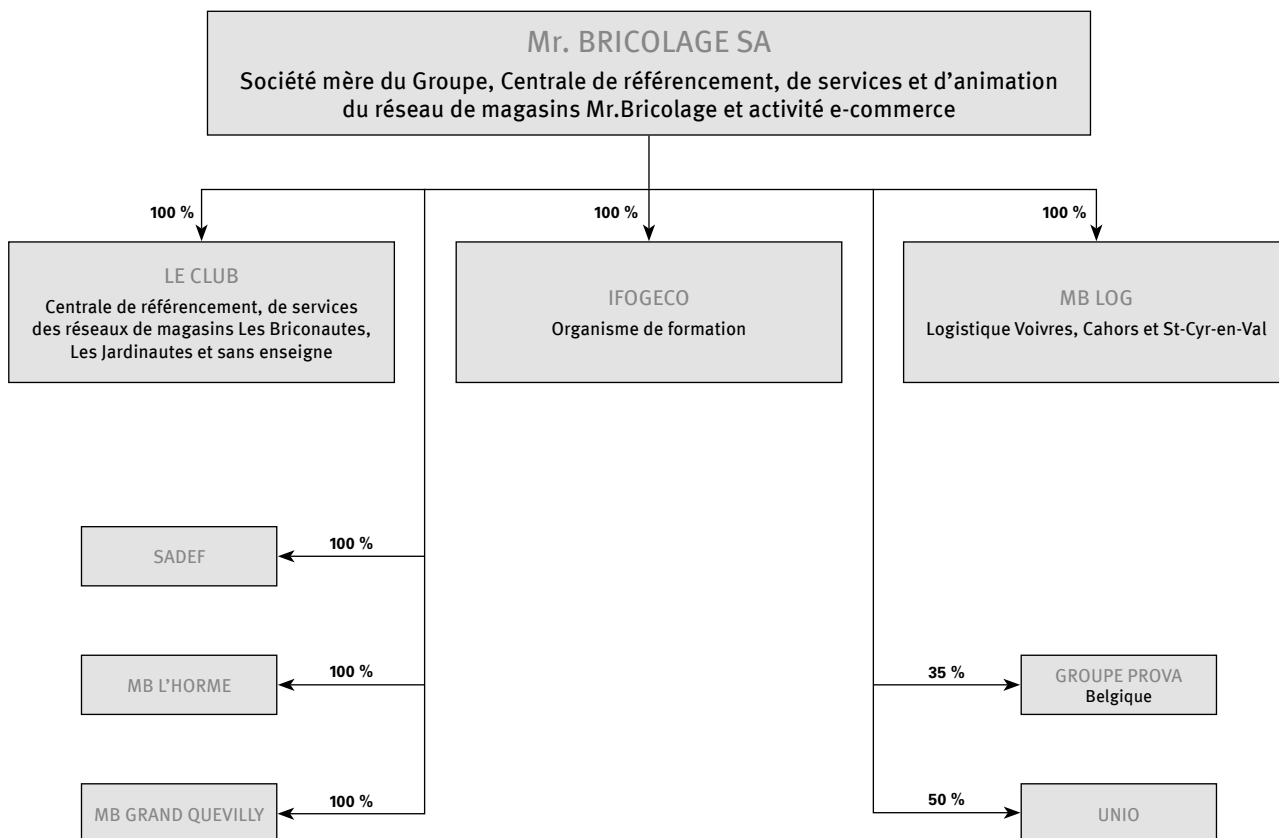 Mr. BRICOLAGE SA
Société mère du Groupe, Centrale de référencement, de services et d’animation
du réseau de magasins Mr.Bricolage et activité e-commerce
100 %
100 %
100 %
LE CLUB
Centrale de référencement, de services
des réseaux de magasins Les Briconautes,
Les Jardinautes et sans enseigne
IFOGECO
Organisme de formation
MB LOG
Logistique Voivres, Cahors et St-Cyr-en-Val
SADEF
100 %
MB L’HORME
100 %
35 %
GROUPE PROVA
Belgique
MB GRAND QUEVILLY
100 %
50 %
UNIO